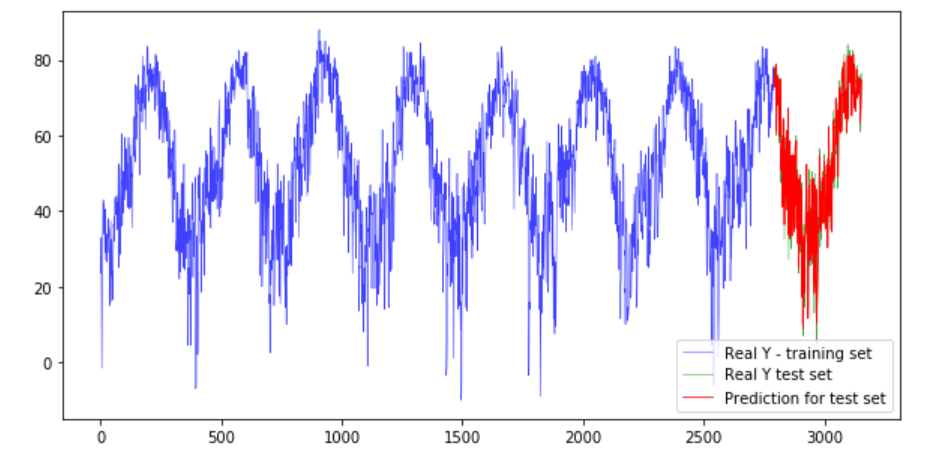 80
60
40
20
0
0 500 1000 1500 2000 2500 3000
Real Y - training set
Real Y test set
Prediction for test set